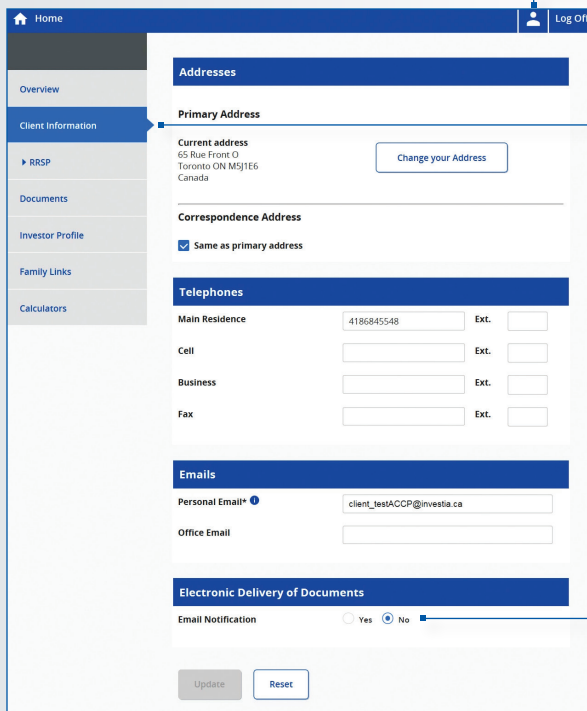 Home
Log Off
Overview
Client Information
RRSP
Documents
Investor Profile
Family Links
Calculators
Addresses
Primary Address
Current address
65 Rue Front O
Toronto ON M5J1E6
Canada
Change your Address
Correspondence Address
Same as primary address
Telephones
Main Residence 4186845548 Ext.
Cell Ext.
Business Ext.
Fax Ext.
Emails
Personal Email* client_testACCP@investia.ca
Office Email
Electronic Delivery of Documents
Email Notification Yes No
Update Reset